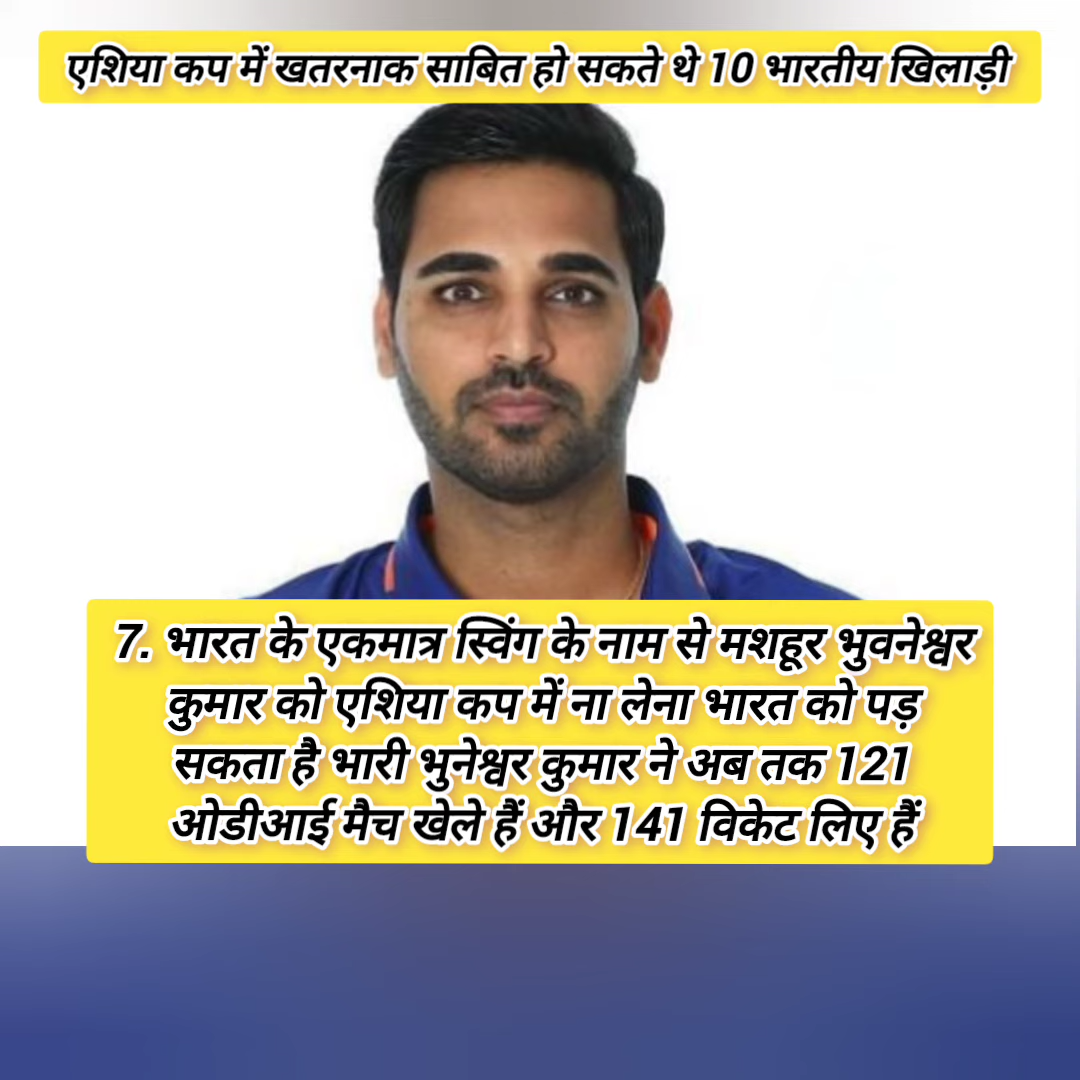 एशिया कप में खतरनाक साबित हो सकते थे 10 भारतीय खिलाड़ी
7. भारत के एकमात्र स्विंग के नाम से मशहूर भुवनेश्वर
कुमार को एशिया कप में ना लेना भारत को पड़
सकता है भारी भुनेश्वर कुमार ने अब तक 121
ओडीआई मैच खेले हैं और 141 विकेट लिए हैं